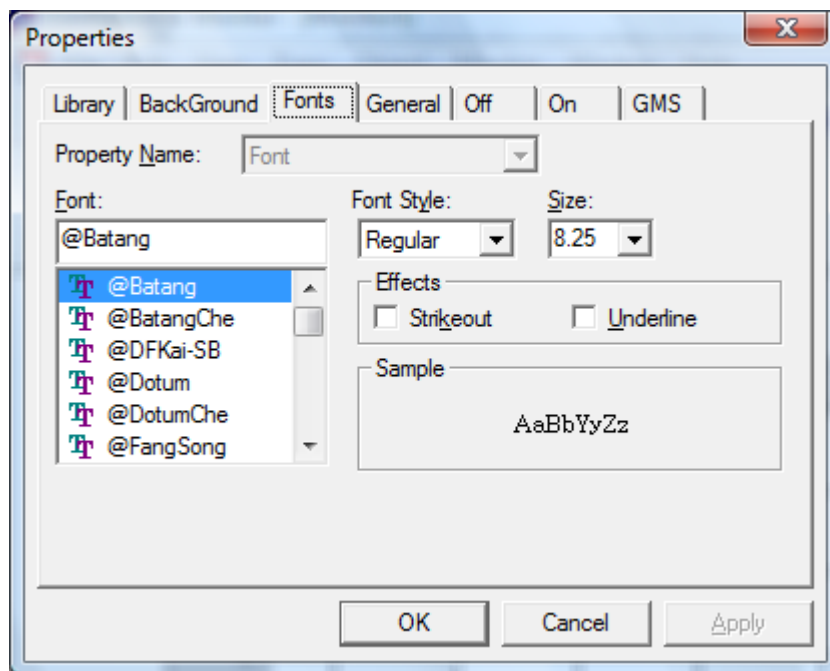 Properties
Library BackGround Fonts General Off On GMS
Property Name: Font
Font: Font Style: Size:
@Batang Regular 8.25
@Batang
@BatangChe
@DFKai-SB
@Dotum
@DotumChe
@FangSong
Effects
Strikeout Underline
Sample
AaBbYyZz
OK Cancel Apply